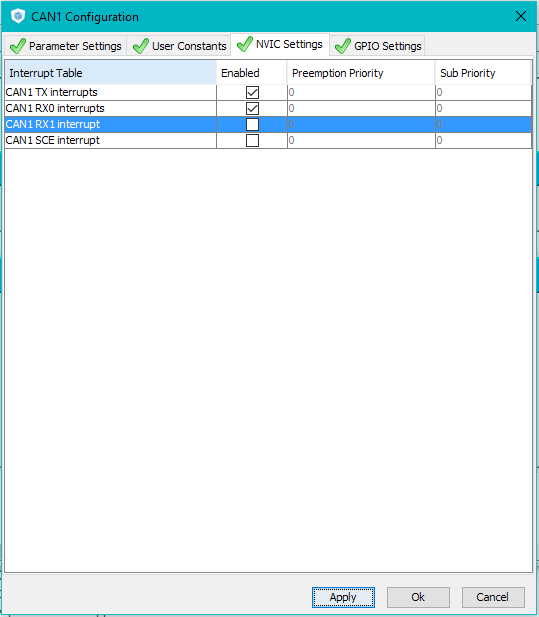 CAN1 Configuration
Parameter Settings User Constants NVIC Settings GPIO Settings
Interrupt Table Enabled Preemption Priority Sub Priority
CAN1 TX interrupts 0 0
CAN1 RX0 interrupts 0 0
CAN1 RX1 interrupt 0 0
CAN1 SCE interrupt 0 0
Apply Ok Cancel